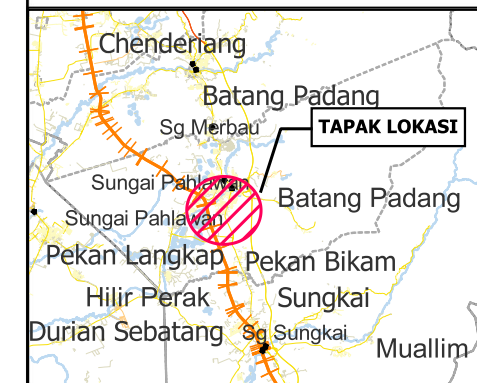 Chenderiang
Batang Padang
Sg Merbau
TAPAK LOKASI
Sungai Pahlawan
Batang Padang
Sungai Pahlawan
Pekan Langkap
Pekan Bikam
Hilir Perak
Sungkai
Durian Sebatang
Sg Sungkai
Muallim